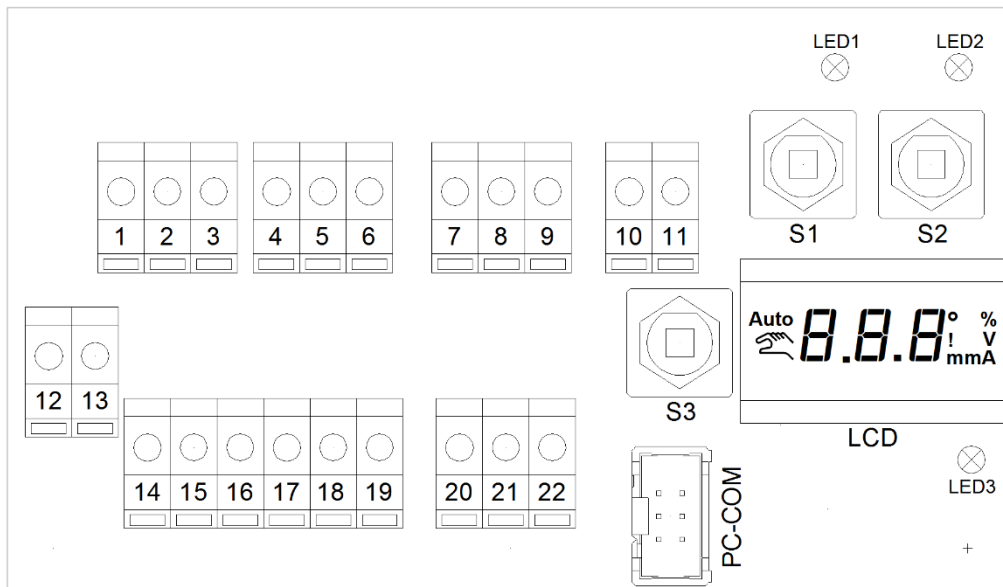 LED1 LED2
1 2 3 4 5 6 7 8 9 10 11
S1 S2
Auto 8.8.8 ° %
! V
mmA
12 13
S3
LCD
14 15 16 17 18 19 20 21 22
LED3
PC-COM